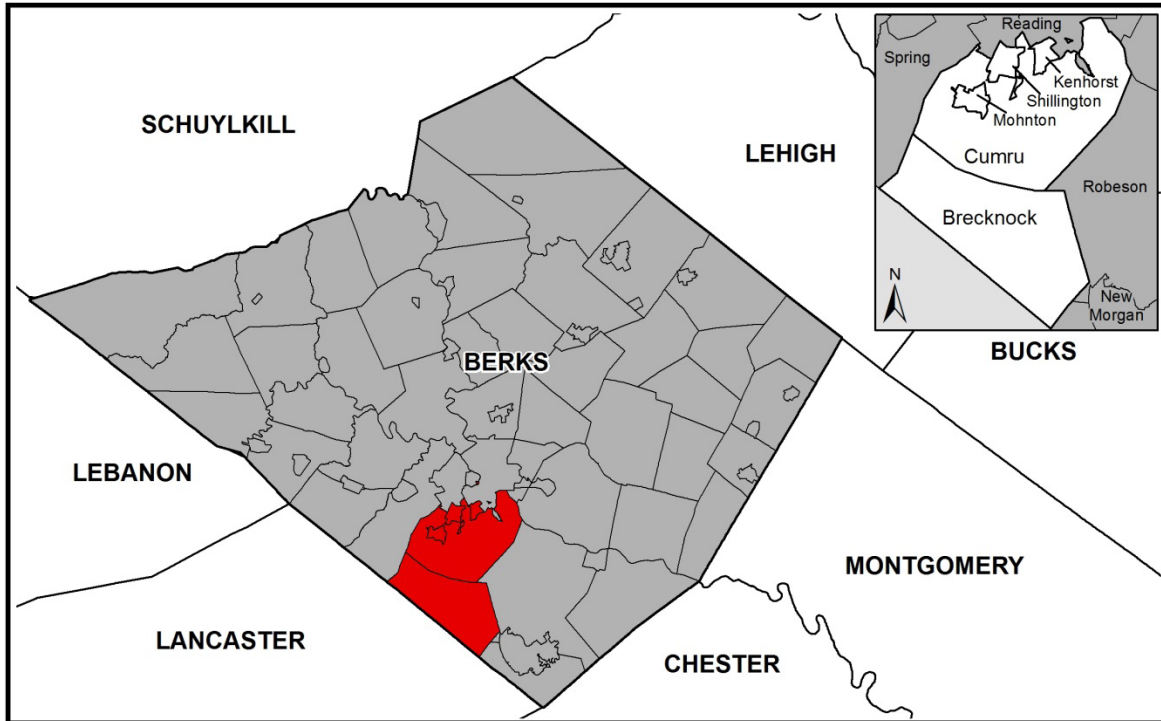 SCHUYLKILL
LEHIGH
BERKS
BUCKS
LEBANON
MONTGOMERY
LANCASTER
CHESTER
Reading
Spring
Kenhorst
Shillington
Mohnton
Cumru
Robeson
Brecknock
N
New
Morgan